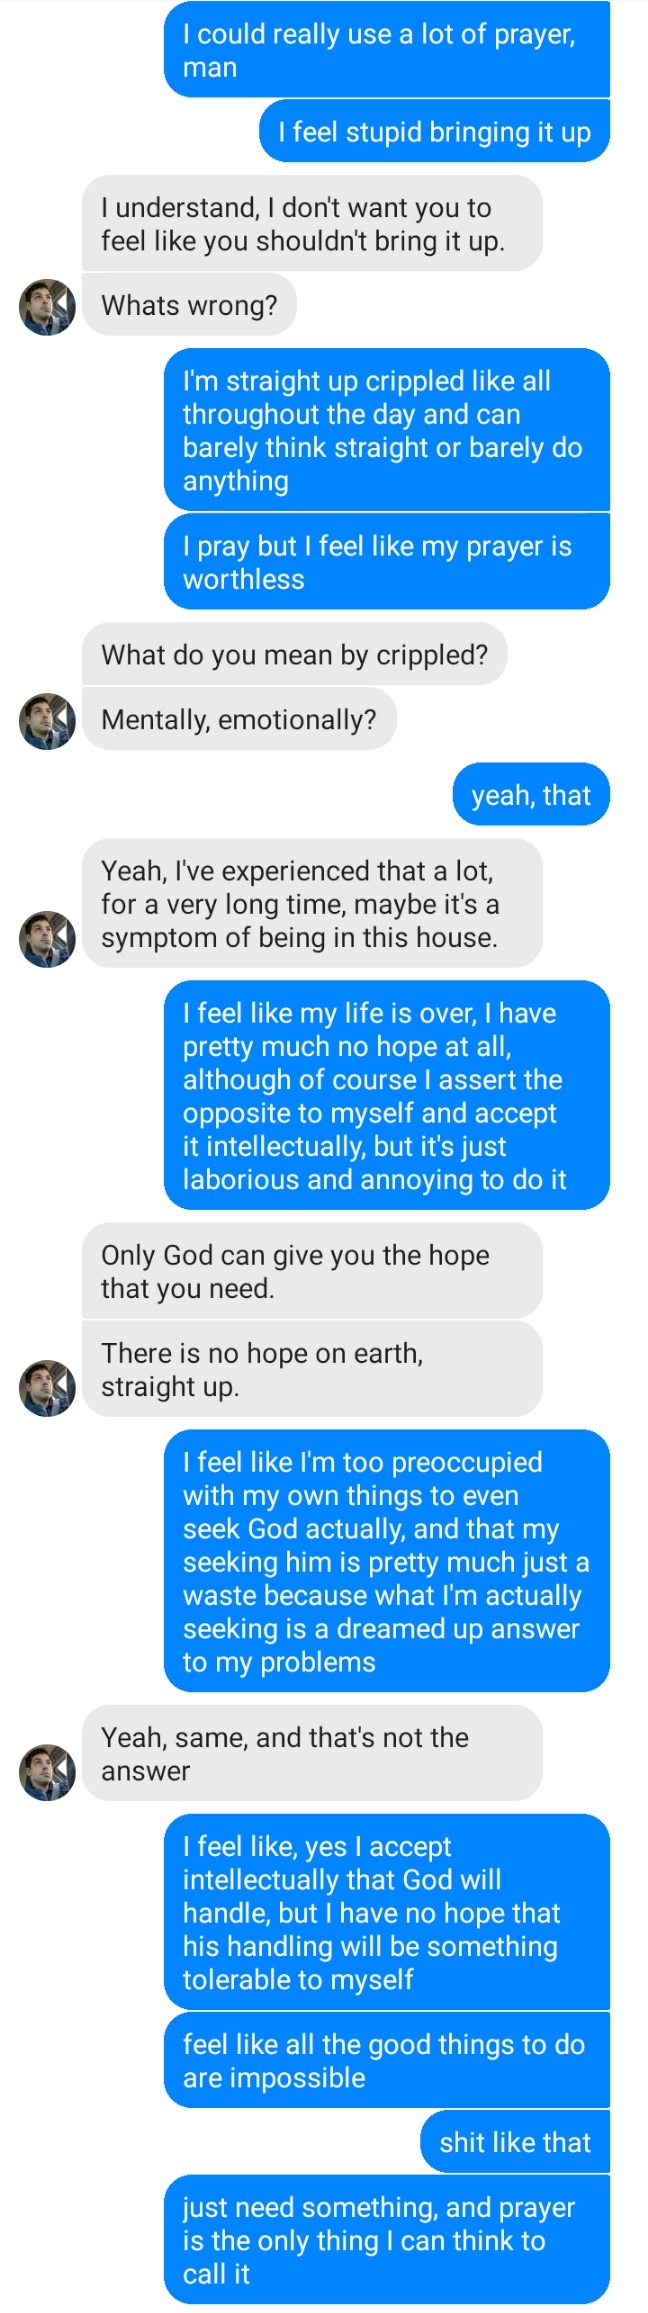 I could really use a lot of prayer,
man
I feel stupid bringing it up
I understand, I don't want you to
feel like you shouldn't bring it up.
Whats wrong?
I'm straight up crippled like all
throughout the day and can
barely think straight or barely do
anything
I pray but I feel like my prayer is
worthless
What do you mean by crippled?
Mentally, emotionally?
yeah, that
Yeah, I've experienced that a lot,
for a very long time, maybe it's a
symptom of being in this house.
I feel like my life is over, I have
pretty much no hope at all,
although of course I assert the
opposite to myself and accept
it intellectually, but it's just
laborious and annoying to do it
Only God can give you the hope
that you need.
There is no hope on earth,
straight up.
I feel like I'm too preoccupied
with my own things to even
seek God actually, and that my
seeking him is pretty much just a
waste because what I'm actually
seeking is a dreamed up answer
to my problems
Yeah, same, and that's not the
answer
I feel like, yes I accept
intellectually that God will
handle, but I have no hope that
his handling will be something
tolerable to myself
feel like all the good things to do
are impossible
shit like that
just need something, and prayer
is the only thing I can think to
call it